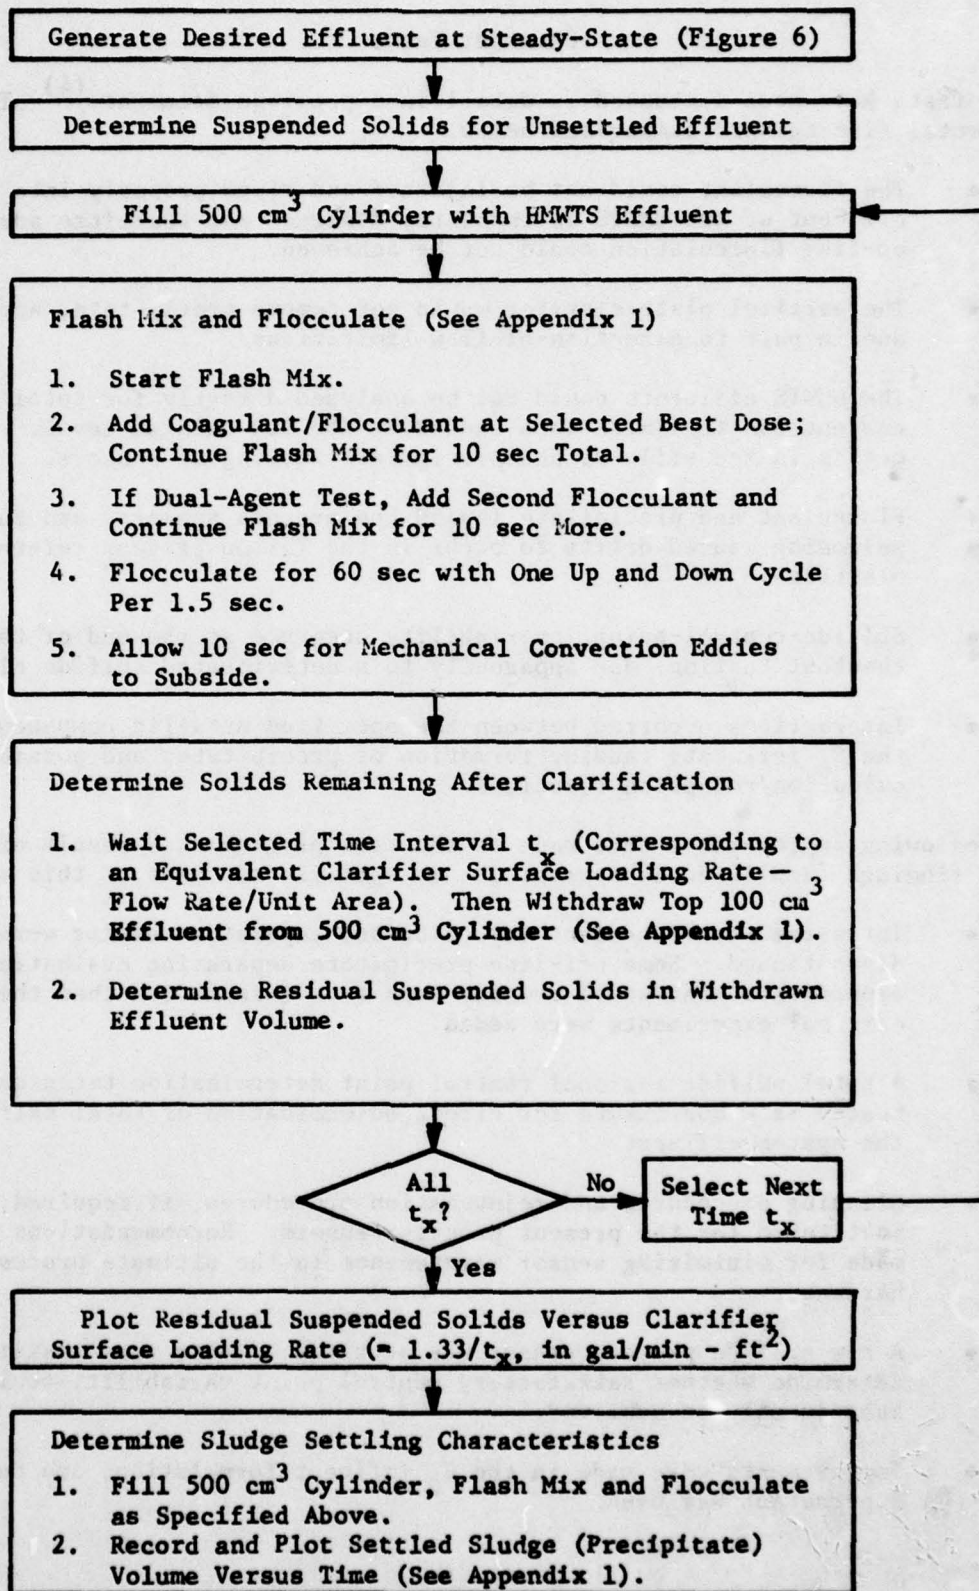 Generate Desired Effluent at Steady-State (Figure 6)
Determine Suspended Solids for Unsettled Effluent
Fill 500 cm3 Cylinder with HMWTS Effluent
Flash Mix and Flocculate (See Appendix 1)
1. Start Flash Mix.
2. Add Coagulant/Flocculant at Selected Best Dose;
Continue Flash Mix for 10 sec Total.
3. If Dual-Agent Test, Add Second Flocculant and
Continue Flash Mix for 10 sec More.
4. Flocculate for 60 sec with One Up and Down Cycle
Per 1.5 sec.
5. Allow 10 sec for Mechanical Convection Eddies
to Subside.
Determine Solids Remaining After Clarification
1. Wait Selected Time Interval tx (Corresponding to
an Equivalent Clarifier Surface Loading Rate—
Flow Rate/Unit Area). Then Withdraw Top 100 cm3
Effluent from 500 cm3 Cylinder (See Appendix 1)
2. Determine Residual Suspended Solids in Withdrawn
Effluent Volume.
All
tx?
No
Select Next
Time tx
Yes
Plot Residual Suspended Solids Versus Clarifier
Surface Loading Rate (= 1.33/tx, in gal/min - ft2)
Determine Sludge Settling Characteristics
1. Fill 500 cm3 Cylinder, Flash Mix and Flocculate
as Specified Above.
2. Record and Plot Settled Sludge (Precipitate)
Volume Versus Time (See Appendix 1).